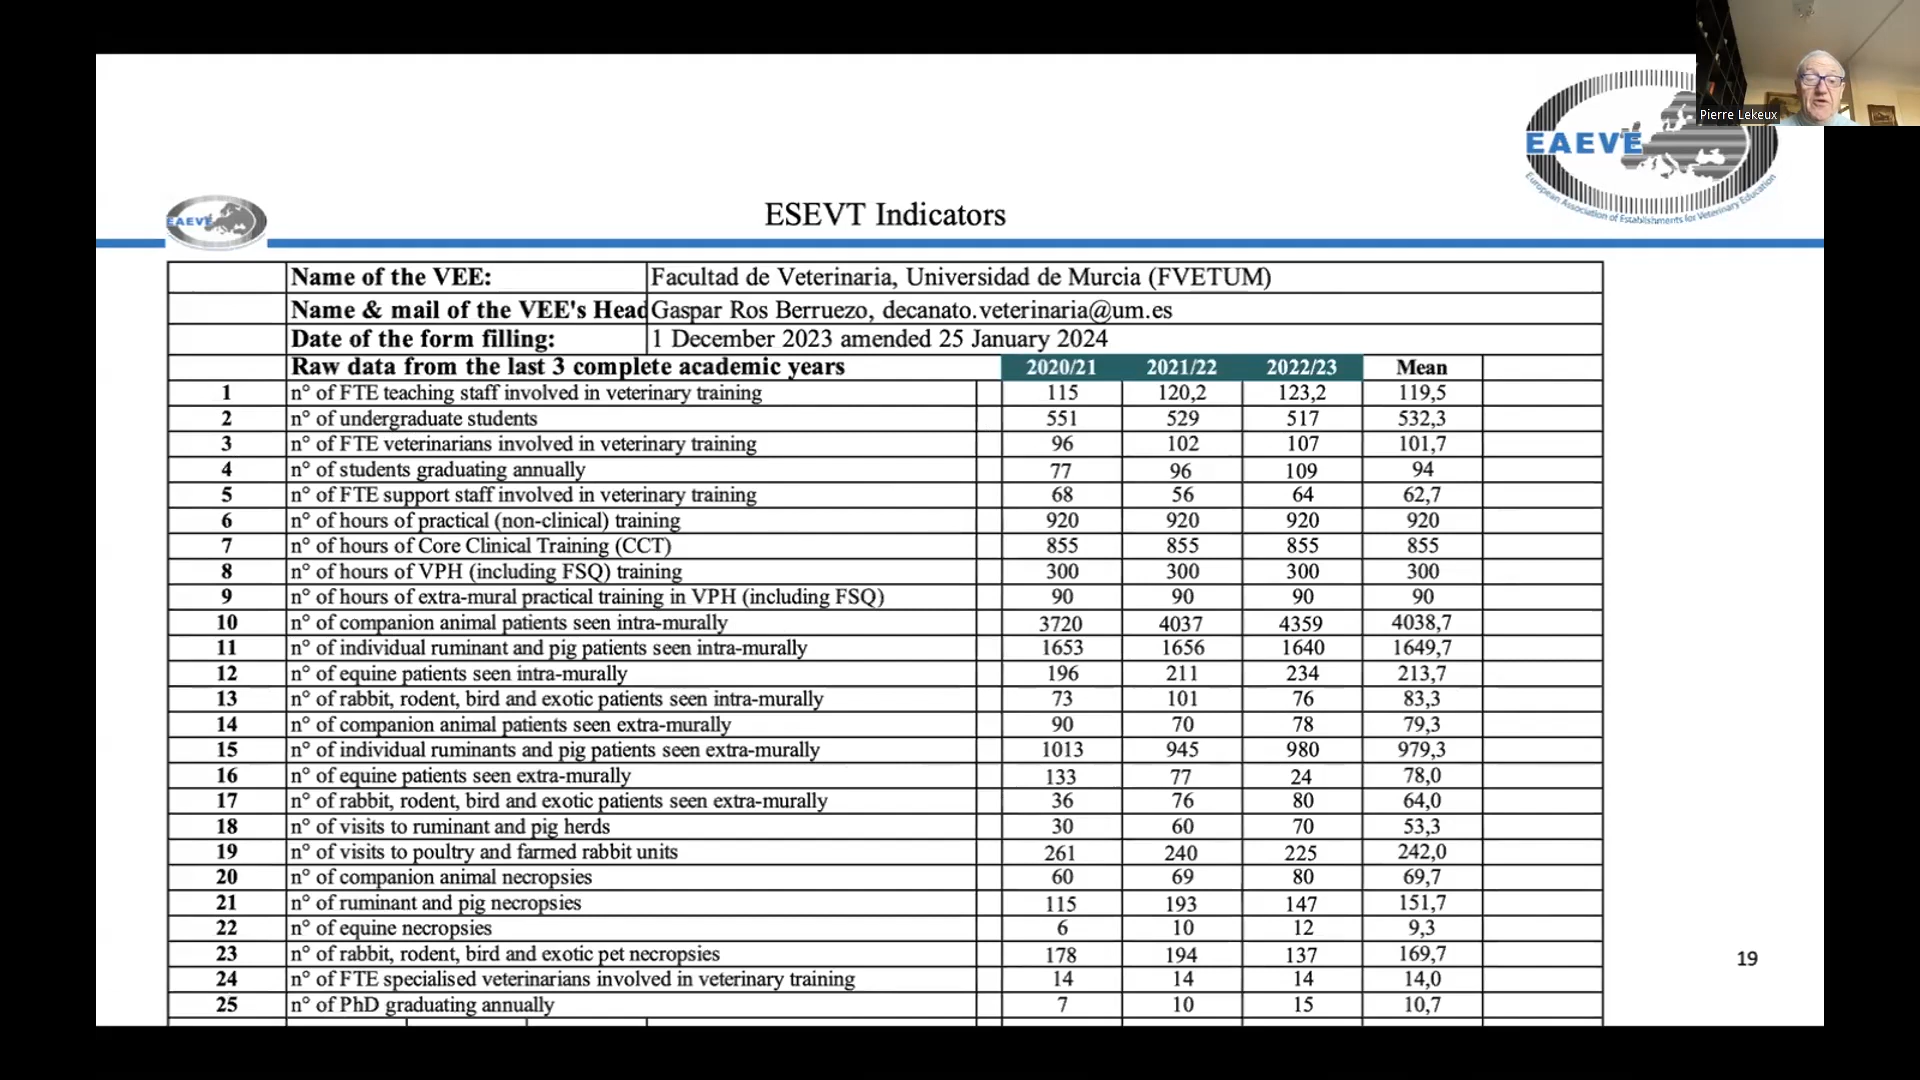 Pierre Lekeux
EAEVE
European Association of Establishments for Veterinary Education
EAEVE
ESEVT Indicators
Name of the VEE: Facultad de Veterinaria, Universidad de Murcia (FVETUM)
Name & mail of the VEE's Head Gaspar Ros Berruezo, decanato.veterinaria@um.es
Date of the form filling: 1 December 2023 amended 25 January 2024
Raw data from the last 3 complete academic years 2020/21 2021/22 2022/23 Mean
1 n° of FTE teaching staff involved in veterinary training 115 120,2 123,2 119,5
2 n° of undergraduate students 551 529 517 532,3
3 n° of FTE veterinarians involved in veterinary training 96 102 107 101,7
4 n° of students graduating annually 77 96 109 94
5 n° of FTE support staff involved in veterinary training 68 56 64 62,7
6 n° of hours of practical (non-clinical) training 920 920 920 920
7 n° of hours of Core Clinical Training (CCT) 855 855 855 855
8 n° of hours of VPH (including FSQ) training 300 300 300 300
9 n° of hours of extra-mural practical training in VPH (including FSQ) 90 90 90 90
10 n° of companion animal patients seen intra-murally 3720 4037 4359 4038,7
11 n° of individual ruminant and pig patients seen intra-murally 1653 1656 1640 1649,7
12 n° of equine patients seen intra-murally 196 211 234 213,7
13 n° of rabbit, rodent, bird and exotic patients seen intra-murally 73 101 76 83,3
14 n° of companion animal patients seen extra-murally 90 70 78 79,3
15 n° of individual ruminants and pig patients seen extra-murally 1013 945 980 979,3
16 n° of equine patients seen extra-murally 133 77 24 78,0
17 n° of rabbit, rodent, bird and exotic patients seen extra-murally 36 76 80 64,0
18 n° of visits to ruminant and pig herds 30 60 70 53,3
19 n° of visits to poultry and farmed rabbit units 261 240 225 242,0
20 n° of companion animal necropsies 60 69 80 69,7
21 n° of ruminant and pig necropsies 115 193 147 151,7
22 n° of equine necropsies 6 10 12 9,3
23 n° of rabbit, rodent, bird and exotic pet necropsies 178 194 137 169,7
24 n° of FTE specialised veterinarians involved in veterinary training 14 14 14 14,0
25 n° of PhD graduating annually 7 10 15 10,7
19